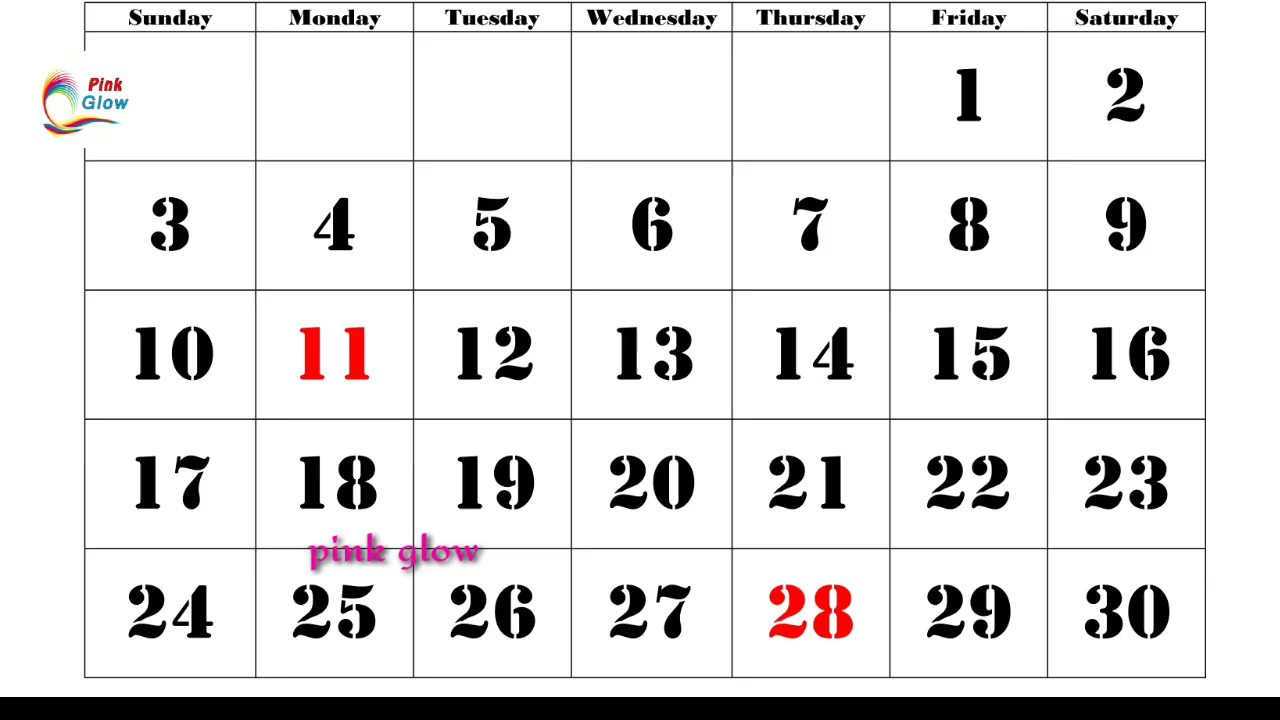 Sunday Monday Tuesday Wednesday Thursday Friday Saturday
Pink
Glow
1 2
3 4 5 6 7 8 9
10 11 12 13 14 15 16
17 18 19 20 21 22 23
pink glow
24 25 26 27 28 29 30